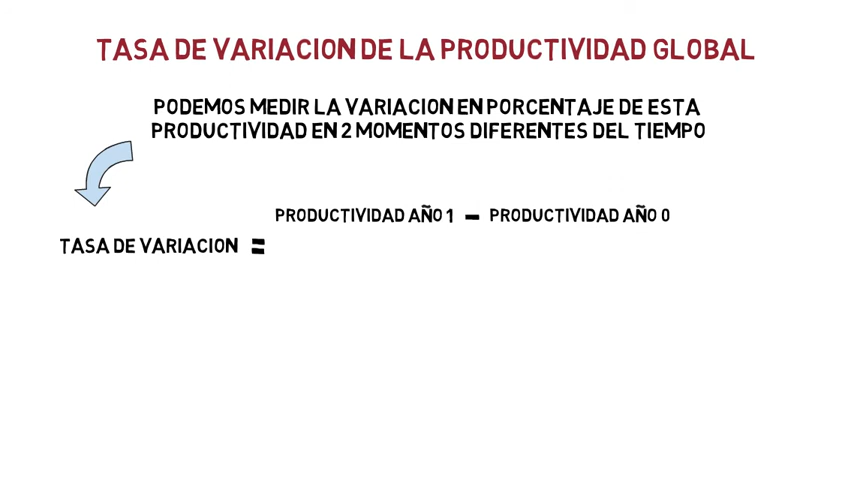 TASA DE VARIACION DE LA PRODUCTIVIDAD GLOBAL
PODEMOS MEDIR LA VARIACION EN PORCENTAJE DE ESTA
PRODUCTIVIDAD EN 2 MOMENTOS DIFERENTES DEL TIEMPO
PRODUCTIVIDAD AÑO 1 - PRODUCTIVIDAD AÑO 0
TASA DE VARIACION =